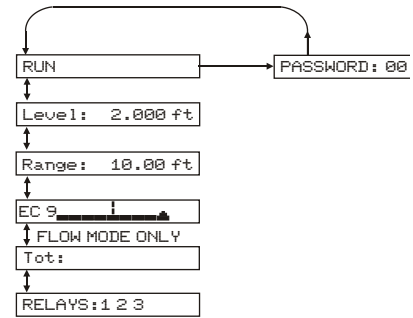 RUN
PASSWORD: 00
Level: 2.000 ft
Range: 10.00 ft
EC 9
FLOW MODE ONLY
Tot:
RELAYS:1 2 3